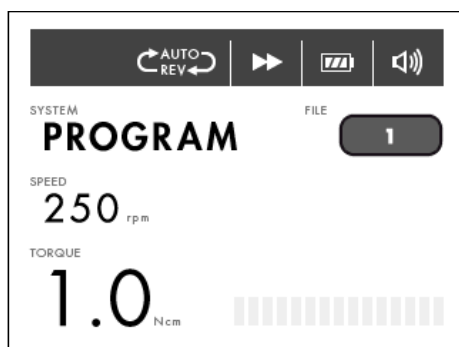 AUTO
REV
SYSTEM
FILE
PROGRAM
1
SPEED
250 rpm
TORQUE
1.0 Ncm